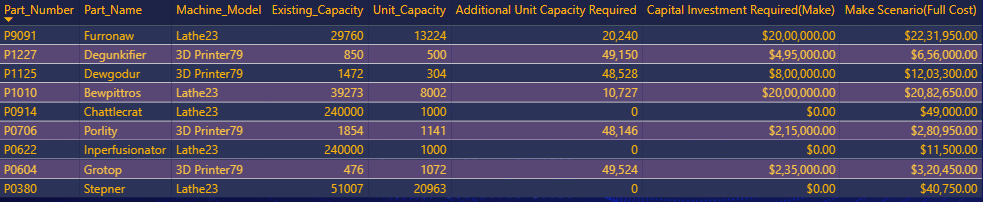 Part_Number Part_Name Machine_Model Existing_Capacity Unit_Capacity Additional Unit Capacity Required Capital Investment Required(Make) Make Scenario(Full Cost)
P9091 Furronaw Lathe23 29760 13224 20,240 $20,00,000.00 $22,31,950.00
P1227 Degunkifier 3D Printer79 850 500 49,150 $4,95,000.00 $6,56,000.00
P1125 Dewgodur 3D Printer79 1472 304 48,528 $8,00,000.00 $12,03,300.00
P1010 Bewpittros Lathe23 39273 8002 10,727 $20,00,000.00 $20,82,650.00
P0914 Chattlecrat Lathe23 240000 1000 0 $0.00 $49,000.00
P0706 Porlity 3D Printer79 1854 1141 48,146 $2,15,000.00 $2,80,950.00
P0622 Inperfusionator Lathe23 240000 1000 0 $0.00 $11,500.00
P0604 Grotop 3D Printer79 476 1072 49,524 $2,35,000.00 $3,20,450.00
P0380 Stepner Lathe23 51007 20963 0 $0.00 $40,750.00